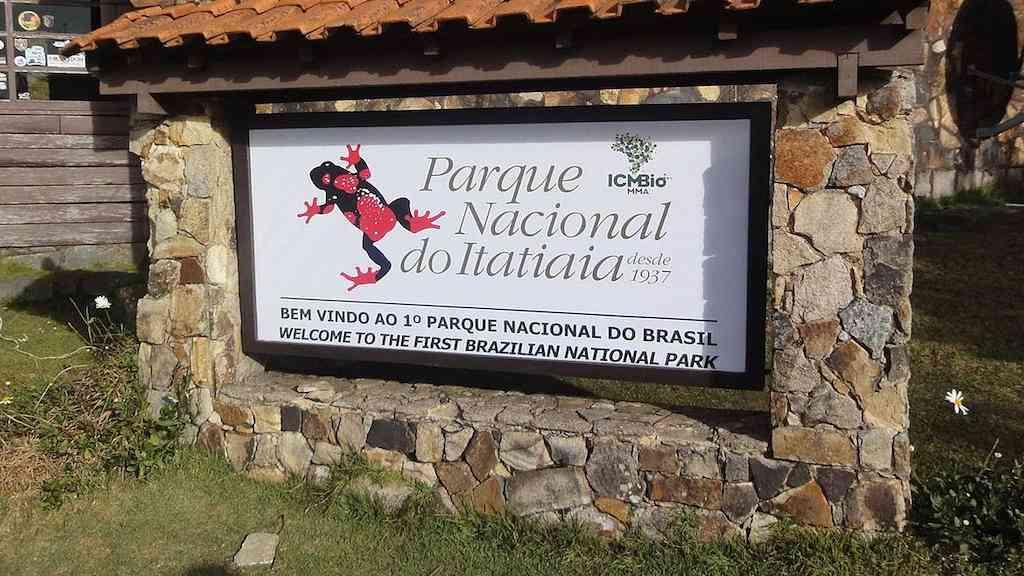 Parque
Nacional
do Itatiaia
desde
1937
ICMBio
MMA
BEM VINDO AO 1º PARQUE NACIONAL DO BRASIL
WELCOME TO THE FIRST BRAZILIAN NATIONAL PARK